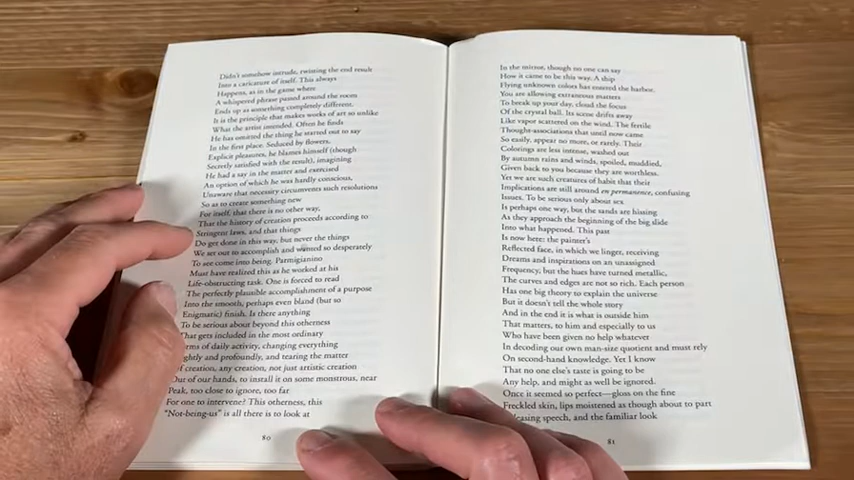 Didn't somehow intrude, twisting the end result
Into a caricature of itself. This always
Happens, as in the game where
A whispered phrase passed around the room
Ends up as something completely different.
It is the principle that makes works of art so unlike
What the artist intended. Often he finds
He has omitted the thing he started out to say
In the first place. Seduced by flowers,
Explicit pleasures, he blames himself (though
Secretly satisfied with the result), imagining
He had a say in the matter and exercised
An option of which he was hardly conscious,
Unaware that necessity circumvents such resolutions
So as to create something new
For itself, that there is no other way,
That the history of creation proceeds according to
Stringent laws, and that things
Do get done in this way, but never the things
We set out to accomplish and wanted so desperately
To see come into being. Parmigianino
Must have realized this as he worked at his
Life-obstructing task. One is forced to read
The perfectly plausible accomplishment of a purpose
Into the smooth, perhaps even bland (but so
Enigmatic) finish. Is there anything
To be serious about beyond this otherness
That gets included in the most ordinary
of daily activity, changing everything
and profoundly, and tearing the matter
of creation, any creation, not just artistic creation
Out of our hands, to install it on some monstrous, near
Peak, too close to ignore, too far
For one to intervene? This otherness, this
"Not-being-us" is all there is to look at
80
In the mirror, though no one can say
How it came to be this way. A ship
Flying unknown colors has entered the harbor.
You are allowing extraneous matters
To break up your day, cloud the focus
Of the crystal ball. Its scene drifts away
Like vapor scattered on the wind. The fertile
Thought-associations that until now came
So easily, appear no more, or rarely. Their
Colorings are less intense, washed out
By autumn rains and winds, spoiled, muddied,
Given back to you because they are worthless.
Yet we are such creatures of habit that their
Implications are still around en permanence, confusing
Issues. To be serious only about sex
Is perhaps one way, but the sands are hissing
As they approach the beginning of the big slide
Into what happened. This past
Is now here: the painter's
Reflected face, in which we linger, receiving
Dreams and inspirations on an unassigned
Frequency, but the hues have turned metallic,
The curves and edges are not so rich. Each person
Has one big theory to explain the universe
But it doesn't tell the whole story
And in the end it is what is outside him
That matters, to him and especially to us
Who have been given no help whatever
In decoding our own man-size quotient and must rely
On second-hand knowledge. Yet I know
That no one else's taste is going to be
Any help, and might as well be ignored.
Once it seemed so perfect—gloss on the fine
Freckled skin, lips moistened as though about to part
speech, and the familiar look
81